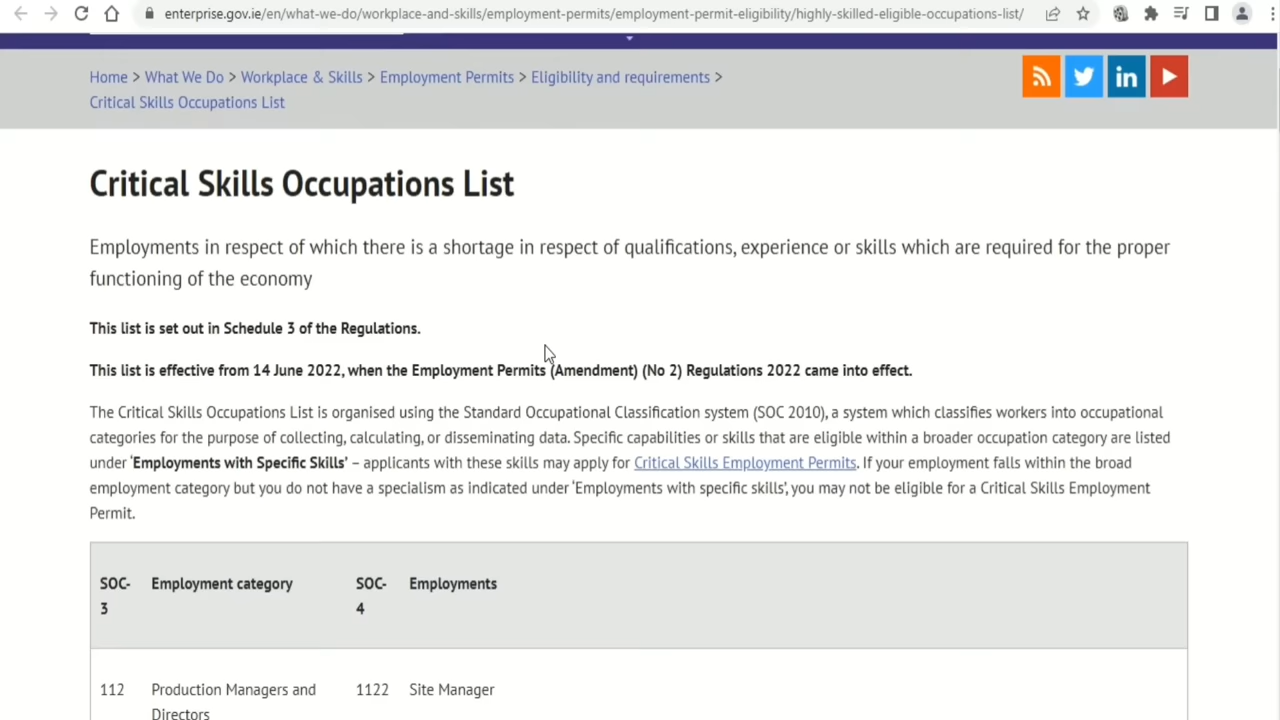 enterprise.gov.ie/en/what-we-do/workplace-and-skills/employment-permits/employment-permit-eligibility/highly-skilled-eligible-occupations-list/
Home > What We Do > Workplace & Skills > Employment Permits > Eligibility and requirements >
Critical Skills Occupations List
in
Critical Skills Occupations List
Employments in respect of which there is a shortage in respect of qualifications, experience or skills which are required for the proper
functioning of the economy
This list is set out in Schedule 3 of the Regulations.
This list is effective from 14 June 2022, when the Employment Permits (Amendment) (No 2) Regulations 2022 came into effect.
The Critical Skills Occupations List is organised using the Standard Occupational Classification system (SOC 2010), a system which classifies workers into occupational
categories for the purpose of collecting, calculating, or disseminating data. Specific capabilities or skills that are eligible within a broader occupation category are listed
under ‘Employments with Specific Skills’ – applicants with these skills may apply for Critical Skills Employment Permits. If your employment falls within the broad
employment category but you do not have a specialism as indicated under ‘Employments with specific skills’, you may not be eligible for a Critical Skills Employment
Permit.
SOC- Employment category SOC- Employments
3 4
112 Production Managers and 1122 Site Manager
Directors